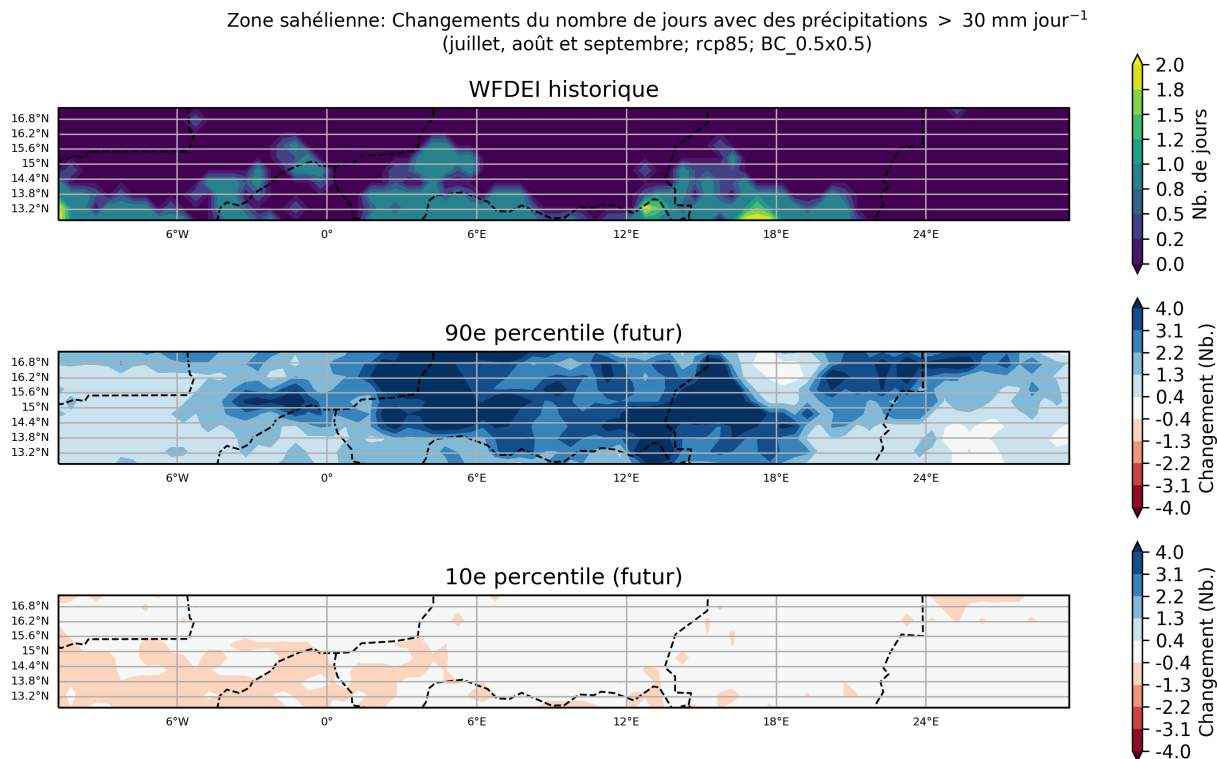 Zone sahélienne: Changements du nombre de jours avec des précipitations > 30 mm jour⁻¹
(juillet, août et septembre; rcp85; BC_0.5x0.5)
WFDEI historique
16.8°N
16.2°N
15.6°N
15°N
14.4°N
13.8°N
13.2°N
6°W 0° 6°E 12°E 18°E 24°E
2.0
1.8
1.5
1.2
1.0
0.8
0.5
0.2
0.0
Nb. de jours
90e percentile (futur)
16.8°N
16.2°N
15.6°N
15°N
14.4°N
13.8°N
13.2°N
6°W 0° 6°E 12°E 18°E 24°E
4.0
3.1
2.2
1.3
0.4
-0.4
-1.3
-2.2
-3.1
-4.0
Changement (Nb.)
10e percentile (futur)
16.8°N
16.2°N
15.6°N
15°N
14.4°N
13.8°N
13.2°N
6°W 0° 6°E 12°E 18°E 24°E
4.0
3.1
2.2
1.3
0.4
-0.4
-1.3
-2.2
-3.1
-4.0
Changement (Nb.)